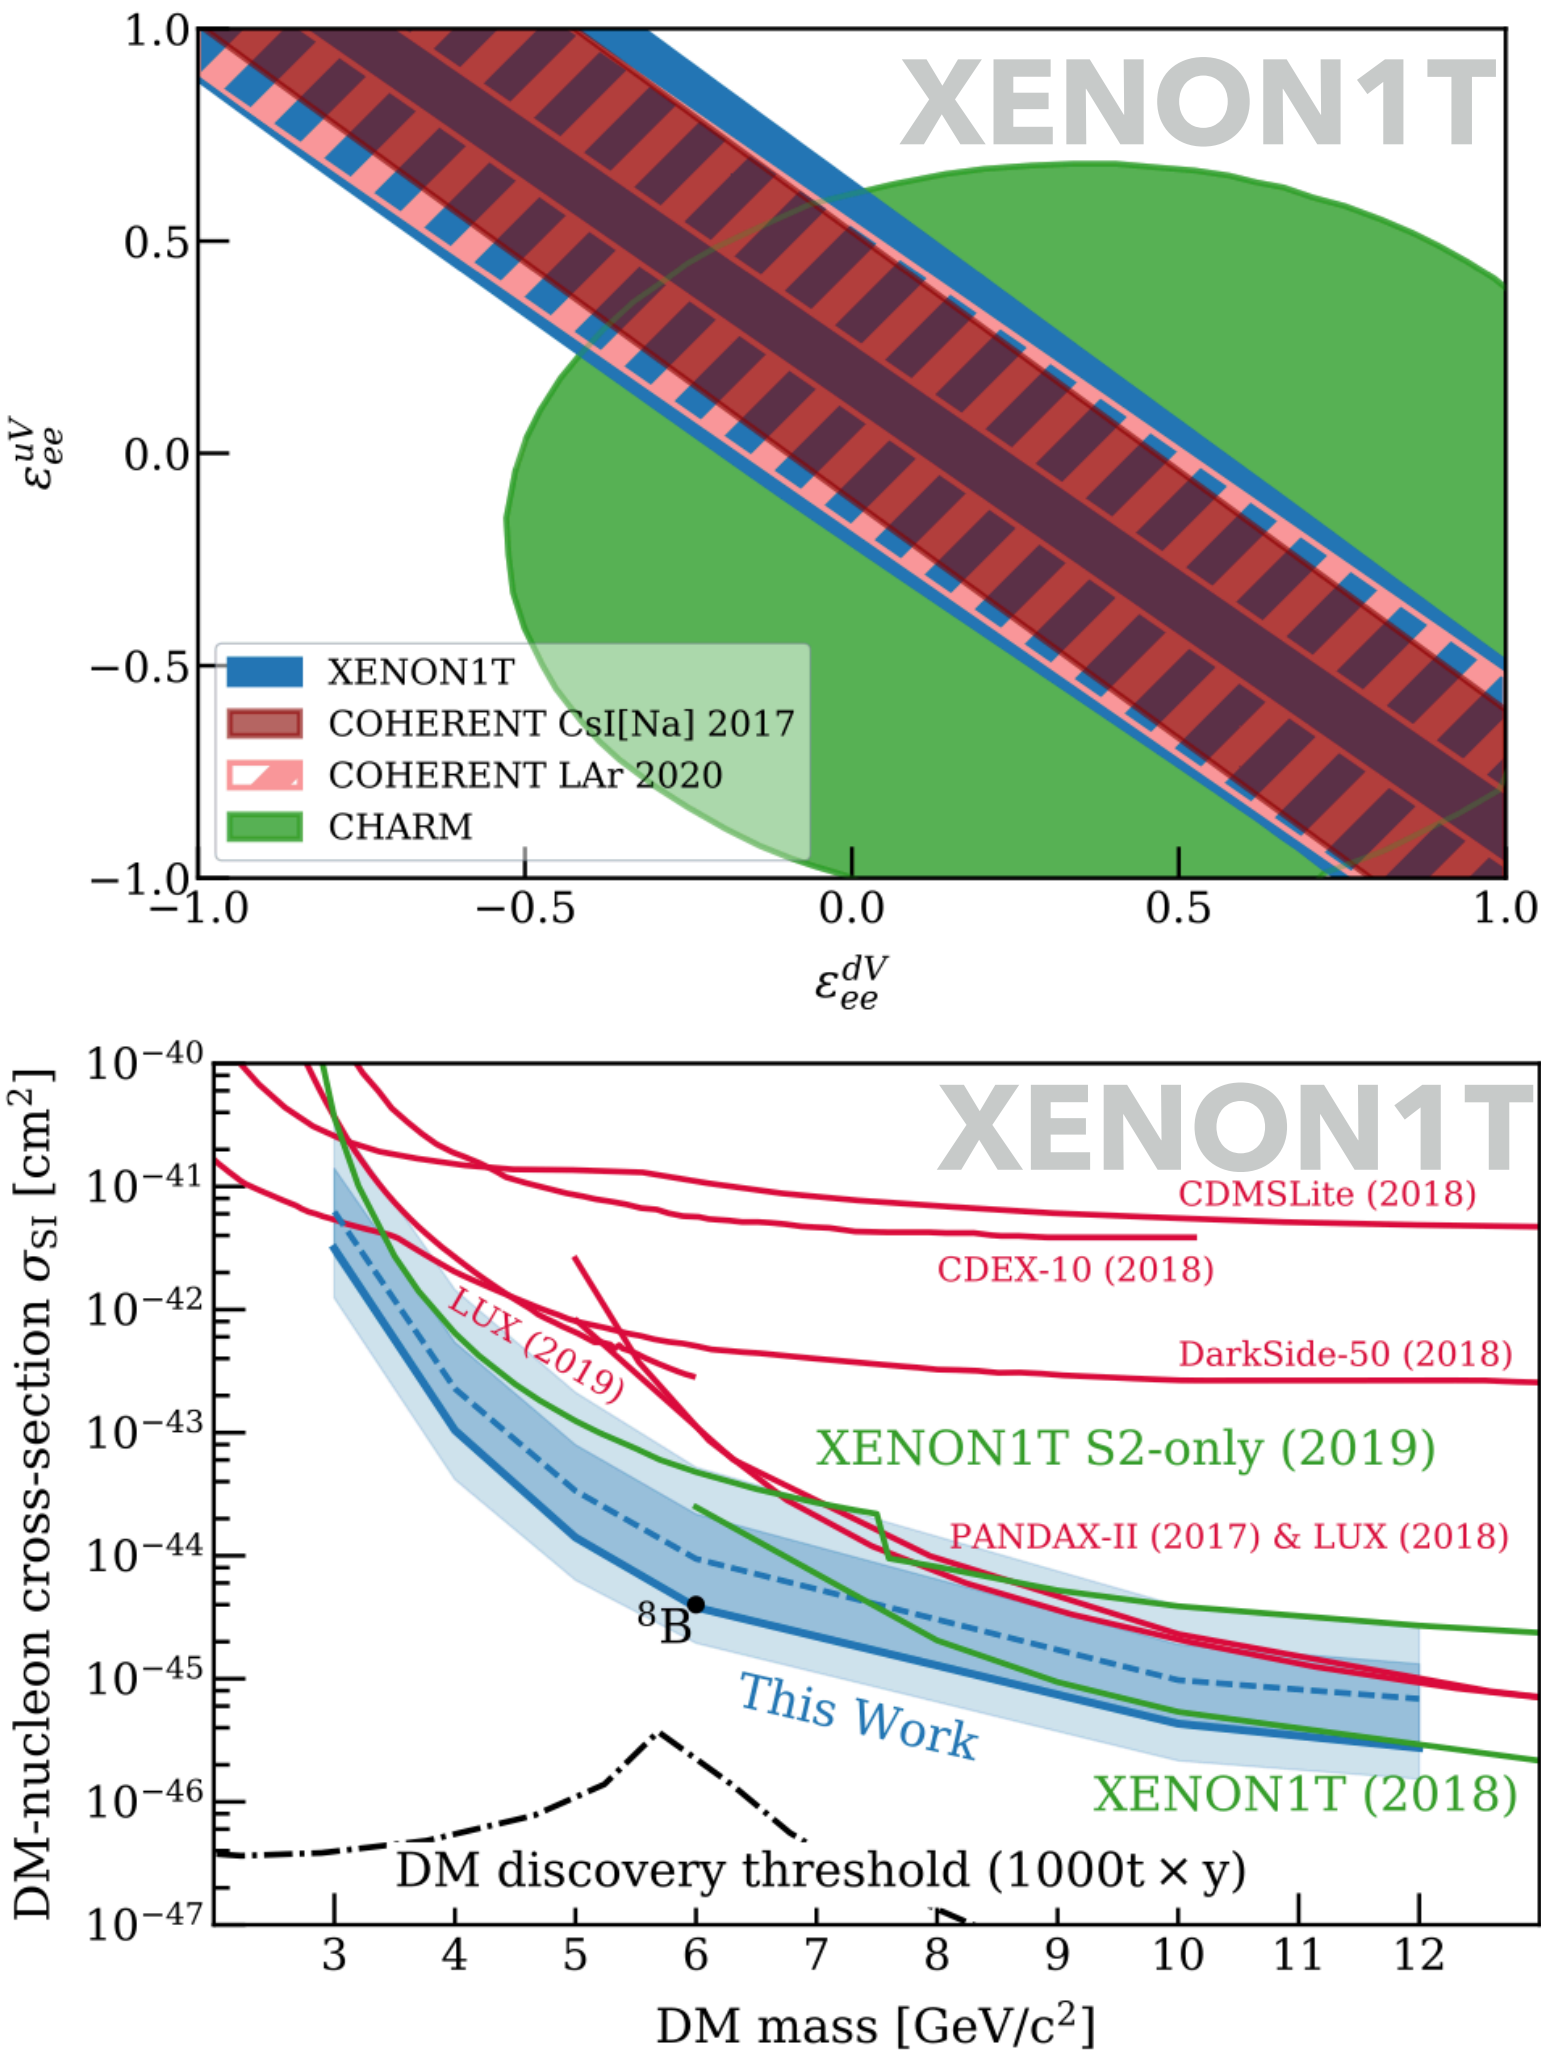 XENON1T
1.0
0.5
0.0
−0.5
−1.0
ε_ee^uV
XENON1T
COHERENT CsI[Na] 2017
COHERENT LAr 2020
CHARM
−1.0 −0.5 0.0 0.5 1.0
ε_ee^dV
XENON1T
10⁻⁴⁰
10⁻⁴¹
10⁻⁴²
10⁻⁴³
10⁻⁴⁴
10⁻⁴⁵
10⁻⁴⁶
10⁻⁴⁷
DM-nucleon cross-section σ_SI [cm²]
CDMSLite (2018)
CDEX-10 (2018)
LUX (2019)
DarkSide-50 (2018)
XENON1T S2-only (2019)
PANDAX-II (2017) & LUX (2018)
⁸B
This Work
XENON1T (2018)
DM discovery threshold (1000t × y)
3 4 5 6 7 8 9 10 11 12
DM mass [GeV/c²]